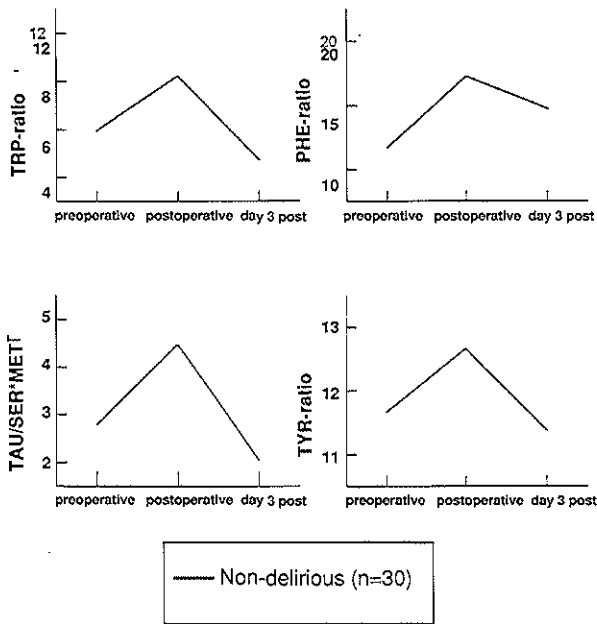 TRP-ratio
12
12
8
6
4
preoperative postoperative day 3 post
PHE-ratio
20
20
15
10
preoperative postoperative day 3 post
TAU/SER*MET
5
4
3
2
preoperative postoperative day 3 post
TYR-ratio
13
12
11
preoperative postoperative day 3 post
Non-delirious (n=30)